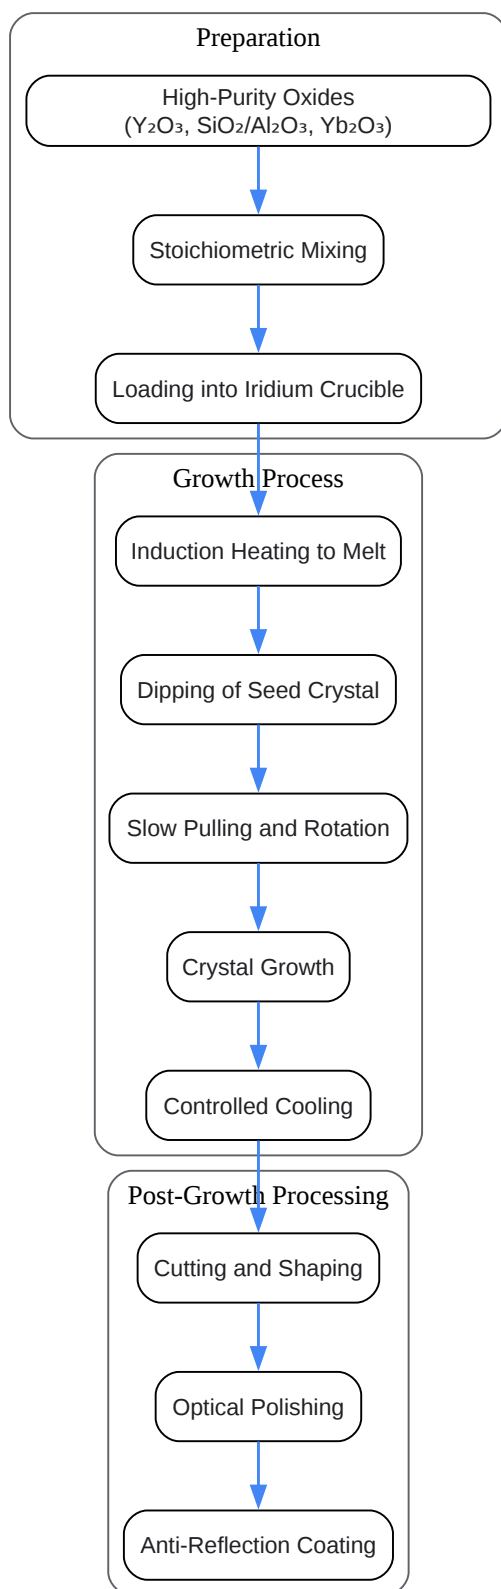 Preparation
High-Purity Oxides
(Y₂O₃, SiO₂/Al₂O₃, Yb₂O₃)
Stoichiometric Mixing
Loading into Iridium Crucible
Growth Process
Induction Heating to Melt
Dipping of Seed Crystal
Slow Pulling and Rotation
Crystal Growth
Controlled Cooling
Post-Growth Processing
Cutting and Shaping
Optical Polishing
Anti-Reflection Coating